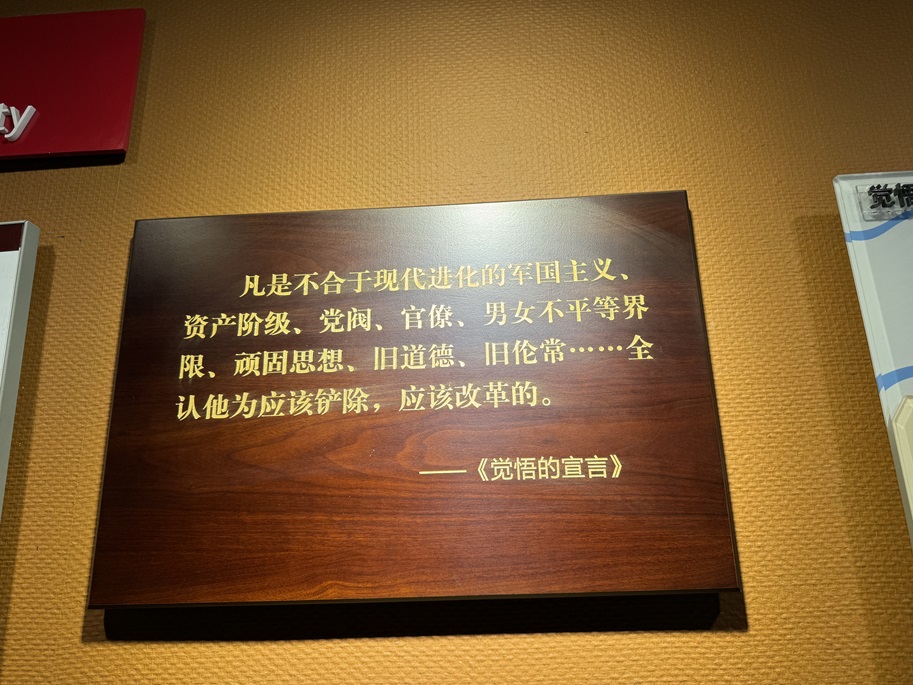 ty
凡是不合于现代进化的军国主义、
资产阶级、党阀、官僚、男女不平等界
限、顽固思想、旧道德、旧伦常……全
认他为应该铲除，应该改革的。
——《觉悟的宣言》
觉悟